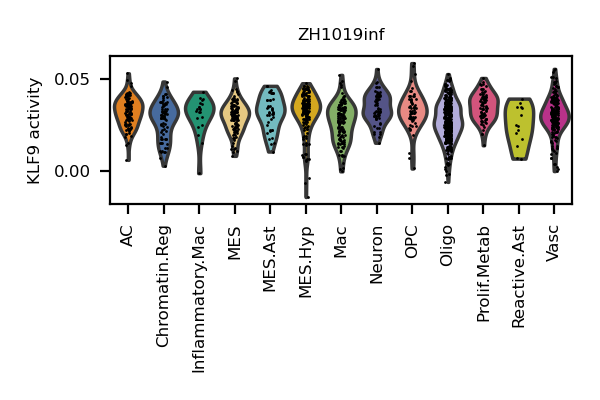 ZH1019inf
KLF9 activity
0.05
0.00
AC
Chromatin.Reg
Inflammatory.Mac
MES
MES.Ast
MES.Hyp
Mac
Neuron
OPC
Oligo
Prolif.Metab
Reactive.Ast
Vasc